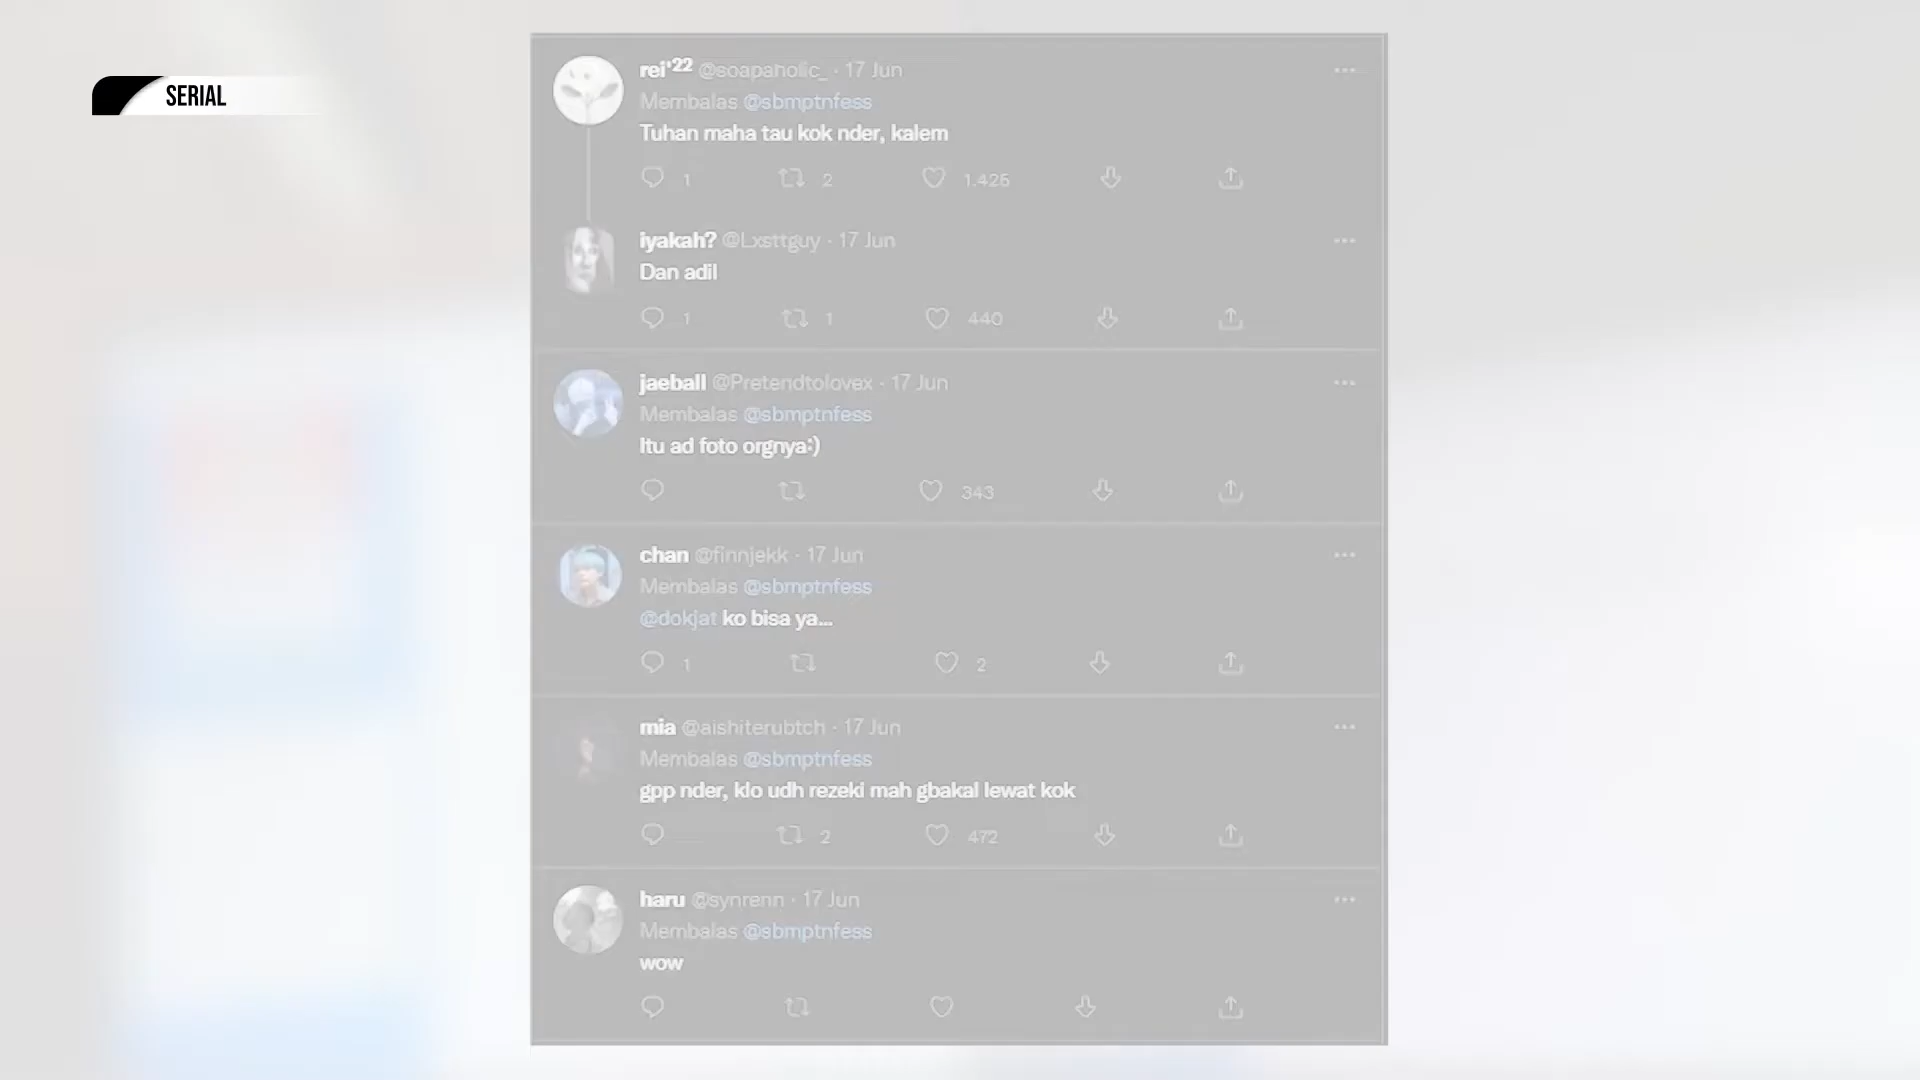 SERIAL
rei'22 @soapaholic_ · 17 Jun
Membalas @sbmptnfess
Tuhan maha tau kok nder, kalem
1 2 1.426
iyakah? @Lxsttguy · 17 Jun
Dan adil
1 1 440
jaeball @Pretendtolovex · 17 Jun
Membalas @sbmptnfess
Itu ad foto orgnya:)
343
chan @finnjekk · 17 Jun
Membalas @sbmptnfess
@dokjat ko bisa ya...
1 2
mia @aishiterubtch · 17 Jun
Membalas @sbmptnfess
gpp nder, klo udh rezeki mah gbakal lewat kok
2 472
haru @synrenn · 17 Jun
Membalas @sbmptnfess
wow